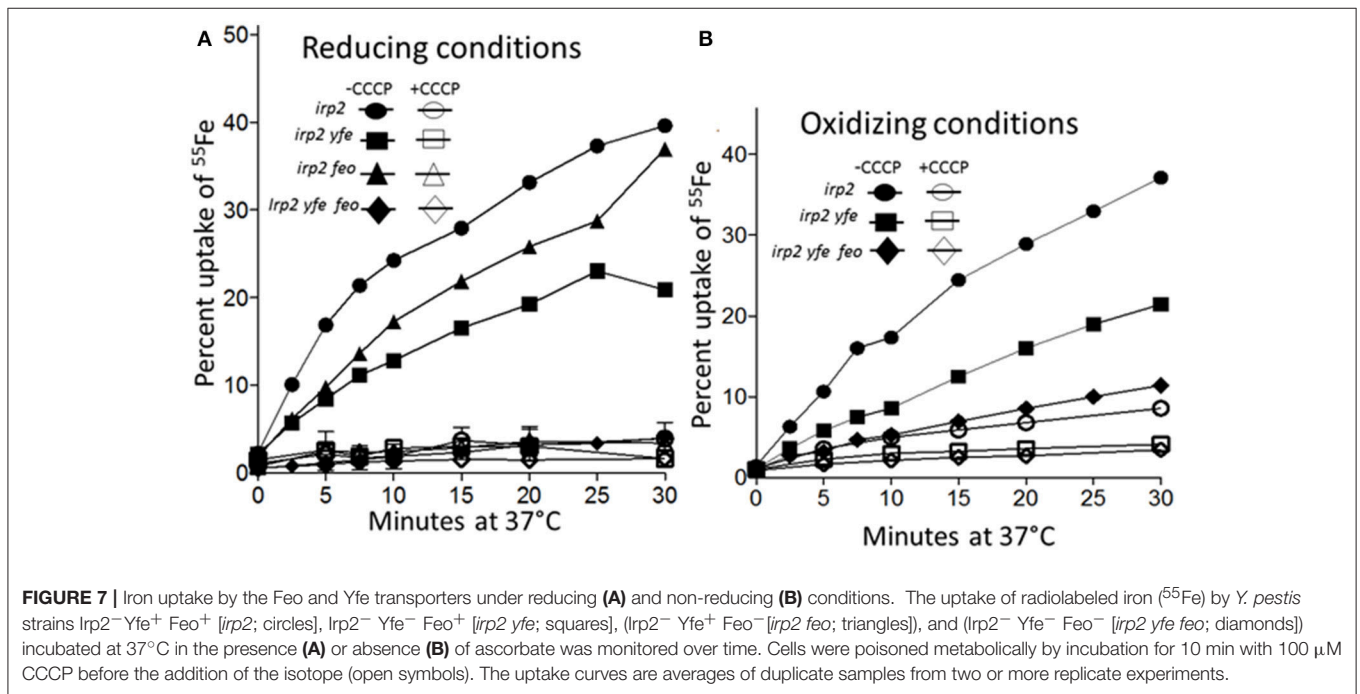 A
Reducing conditions
-CCCP +CCCP
irp2
irp2 yfe
irp2 feo
Irp2 yfe feo
Percent uptake of 55Fe
50
40
30
20
10
0
0 5 10 15 20 25 30
Minutes at 37°C
B
Oxidizing conditions
-CCCP +CCCP
irp2
irp2 yfe
irp2 yfe feo
Percent uptake of 55Fe
40
30
20
10
0
0 5 10 15 20 25 30
Minutes at 37°C
FIGURE 7 | Iron uptake by the Feo and Yfe transporters under reducing (A) and non-reducing (B) conditions. The uptake of radiolabeled iron (55Fe) by Y. pestis
strains Irp2−Yfe+ Feo+ [irp2; circles], Irp2− Yfe− Feo+ [irp2 yfe; squares], (Irp2− Yfe+ Feo−[irp2 feo; triangles]), and (Irp2− Yfe− Feo− [irp2 yfe feo; diamonds])
incubated at 37°C in the presence (A) or absence (B) of ascorbate was monitored over time. Cells were poisoned metabolically by incubation for 10 min with 100 μM
CCCP before the addition of the isotope (open symbols). The uptake curves are averages of duplicate samples from two or more replicate experiments.